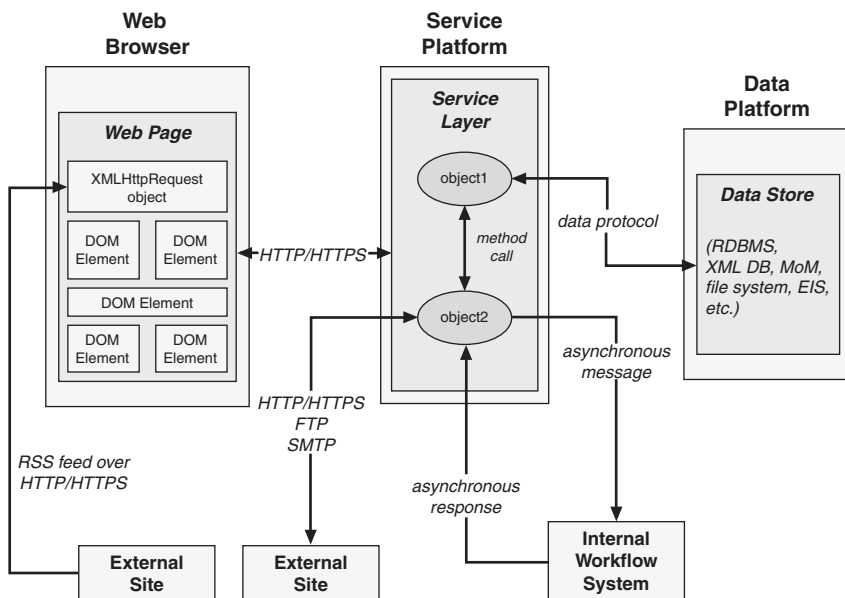 Web
Browser
Service
Platform
Data
Platform
Web Page
XMLHttpRequest
object
DOM
Element
DOM
Element
DOM Element
DOM
Element
DOM
Element
HTTP/HTTPS
Service
Layer
object1
method
call
object2
data protocol
Data Store
(RDBMS,
XML DB, MoM,
file system, EIS,
etc.)
asynchronous
message
HTTP/HTTPS
FTP
SMTP
RSS feed over
HTTP/HTTPS
asynchronous
response
External
Site
External
Site
Internal
Workflow
System